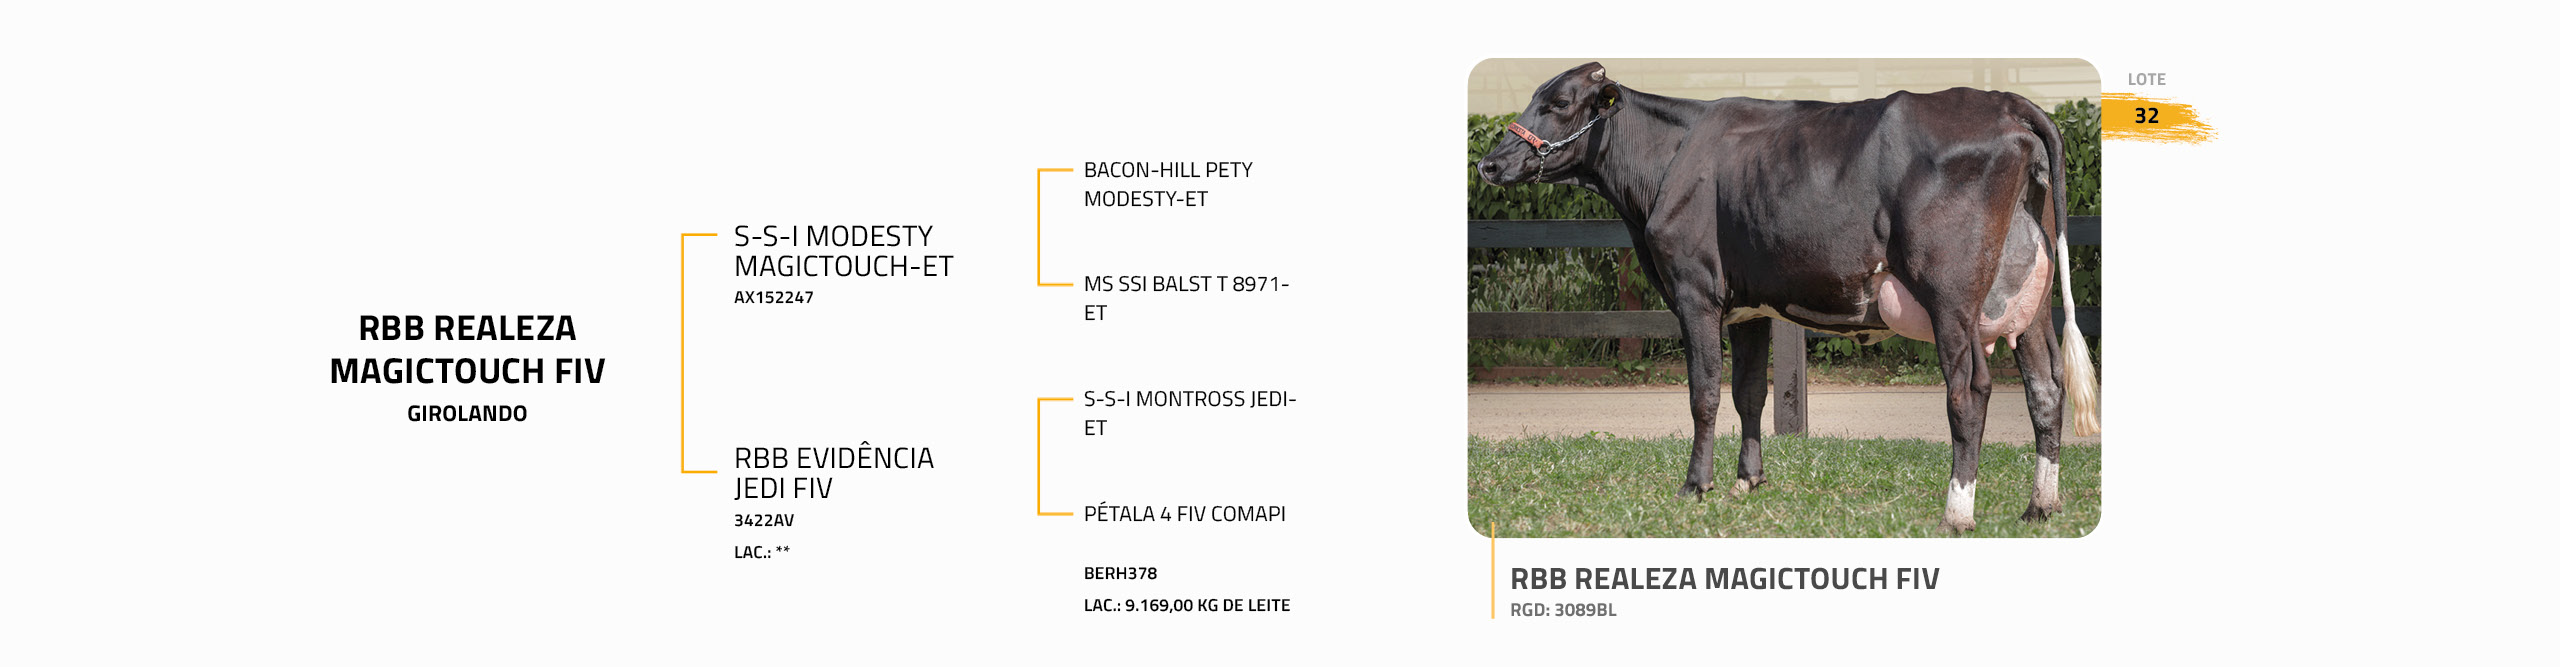 RBB REALEZA
MAGICTOUCH FIV
GIROLANDO
S-S-I MODESTY
MAGICTOUCH-ET
AX152247
RBB EVIDÊNCIA
JEDI FIV
3422AV
LAC.: **
BACON-HILL PETY
MODESTY-ET
MS SSI BALST T 8971-
ET
S-S-I MONTROSS JEDI-
ET
PÉTALA 4 FIV COMAPI
BERH378
LAC.: 9.169,00 KG DE LEITE
LOTE
32
RBB REALEZA MAGICTOUCH FIV
RGD: 3089BL